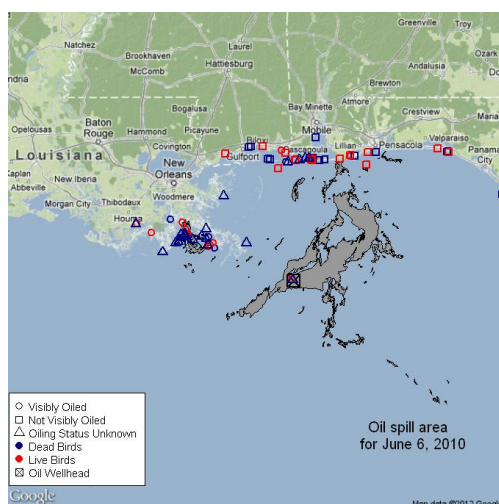 Natchez
Brookhaven
McComb
Laurel
Hattiesburg
Troy
Andalusia
Brewton
Bogalusa
Atmore
Crestview
Bay Minette
Opelousas
Baton
Rouge
Hammond
Covington
Picayune
Biloxi
Gulfport
Pascagoula
Mobile
Lillian
Pensacola
Valparaiso
Louisiana
New
Orleans
Woodmere
New Iberia
Abbeville
Morgan City
Thibodaux
Houma
Visibly Oiled
Not Visibly Oiled
Oiling Status Unknown
Dead Birds
Live Birds
Oil Wellhead
Oil spill area
for June 6, 2010
Google